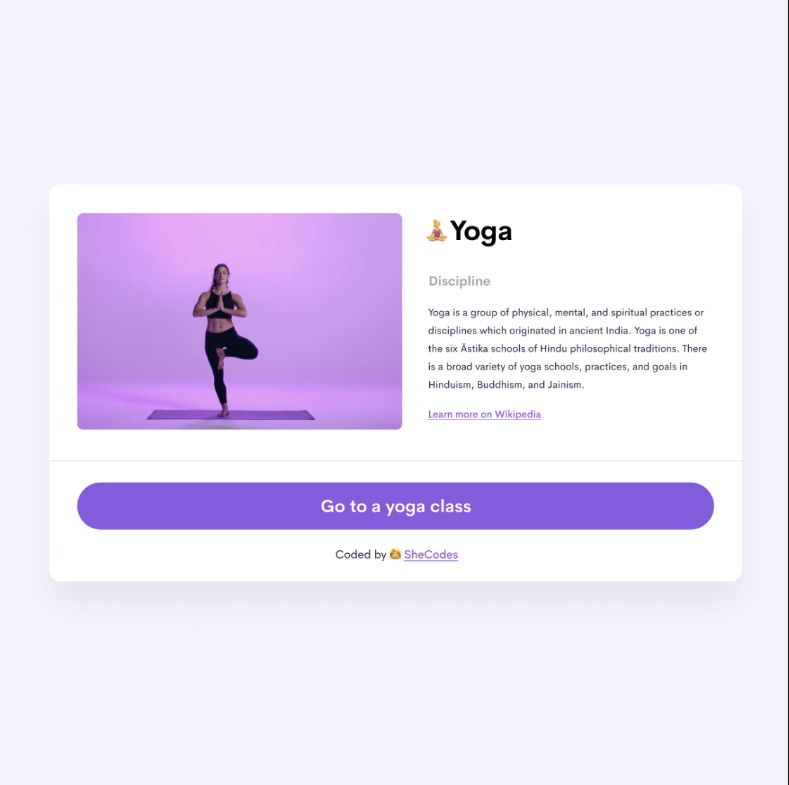 🧘‍♀️Yoga
Discipline
Yoga is a group of physical, mental, and spiritual practices or
disciplines which originated in ancient India. Yoga is one of
the six Āstika schools of Hindu philosophical traditions. There
is a broad variety of yoga schools, practices, and goals in
Hinduism, Buddhism, and Jainism.
Learn more on Wikipedia
Go to a yoga class
Coded by SheCodes